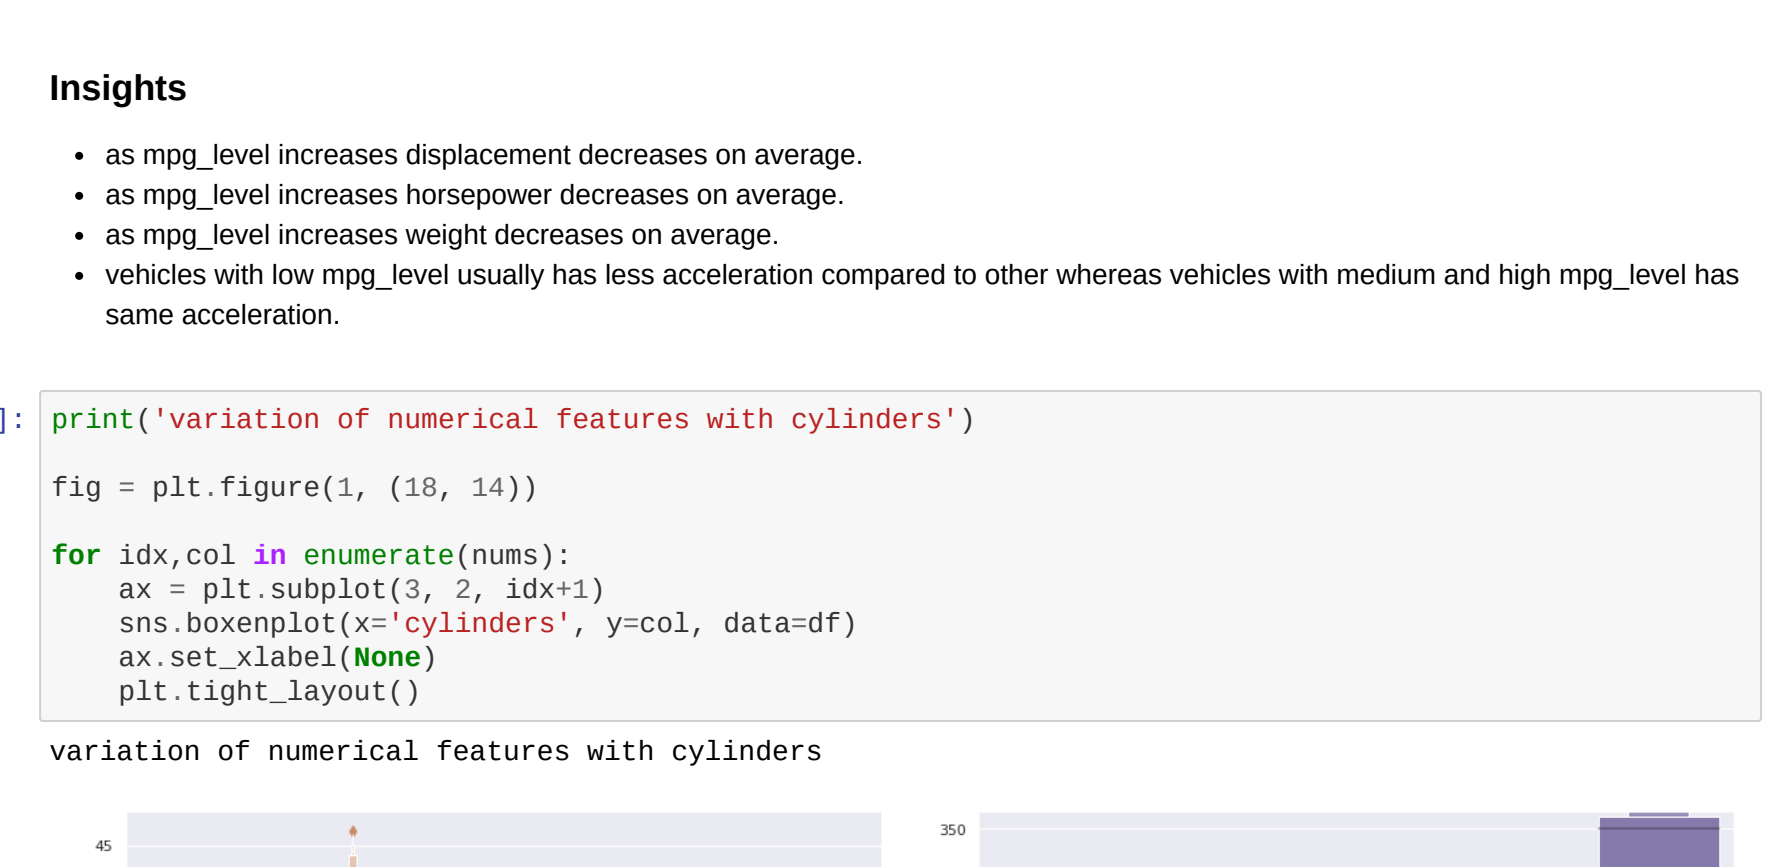 Insights
• as mpg_level increases displacement decreases on average.
• as mpg_level increases horsepower decreases on average.
• as mpg_level increases weight decreases on average.
• vehicles with low mpg_level usually has less acceleration compared to other whereas vehicles with medium and high mpg_level has
same acceleration.
]: print('variation of numerical features with cylinders')
fig = plt.figure(1, (18, 14))
for idx,col in enumerate(nums):
    ax = plt.subplot(3, 2, idx+1)
    sns.boxenplot(x='cylinders', y=col, data=df)
    ax.set_xlabel(None)
    plt.tight_layout()
variation of numerical features with cylinders
45
350